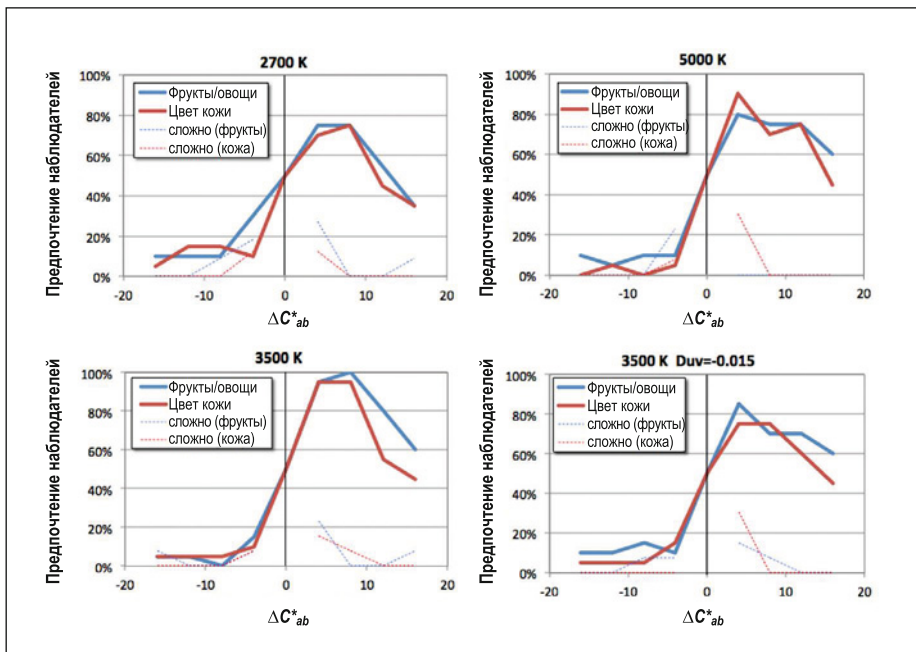 2700 K
Предпочтение наблюдателей
100%
80%
60%
40%
20%
0%
Фрукты/овощи
Цвет кожи
сложно (фрукты)
сложно (кожа)
-20
-10
0
10
20
ΔC*ab
5000 K
Предпочтение наблюдателей
100%
80%
60%
40%
20%
0%
Фрукты/овощи
Цвет кожи
сложно (фрукты)
сложно (кожа)
-20
-10
0
10
20
ΔC*ab
3500 K
Предпочтение наблюдателей
100%
80%
60%
40%
20%
0%
Фрукты/овощи
Цвет кожи
сложно (фрукты)
сложно (кожа)
-20
-10
0
10
20
ΔC*ab
3500 K Duv=-0.015
Предпочтение наблюдателей
100%
80%
60%
40%
20%
0%
Фрукты/овощи
Цвет кожи
сложно (фрукты)
сложно (кожа)
-20
-10
0
10
20
ΔC*ab